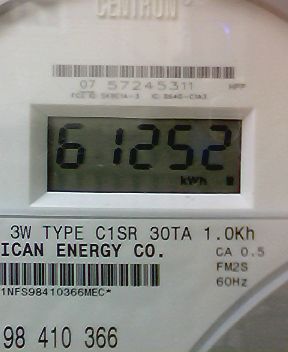 CENTRON
07 57245311
61252
kWh
3W TYPE C1SR 30TA 1.0Kh
ICAN ENERGY CO. CA 0.5
FM2S
60Hz
1NFS98410366MEC*
98 410 366